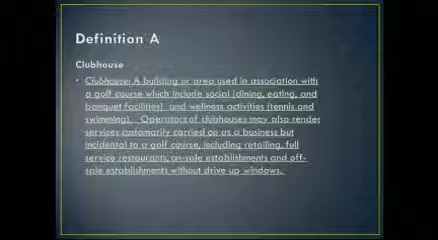 Definition A
Clubhouse
• Clubhouse: A building or area used in association with
a golf course which include social (dining, eating, and
banquet facilities) and wellness activities (tennis and
swimming). Operators of clubhouses may also render
services customarily carried on as a business but
incidental to a golf course, including retailing, full
service restaurants, on-sale establishments and off-
sale establishments without drive up windows.